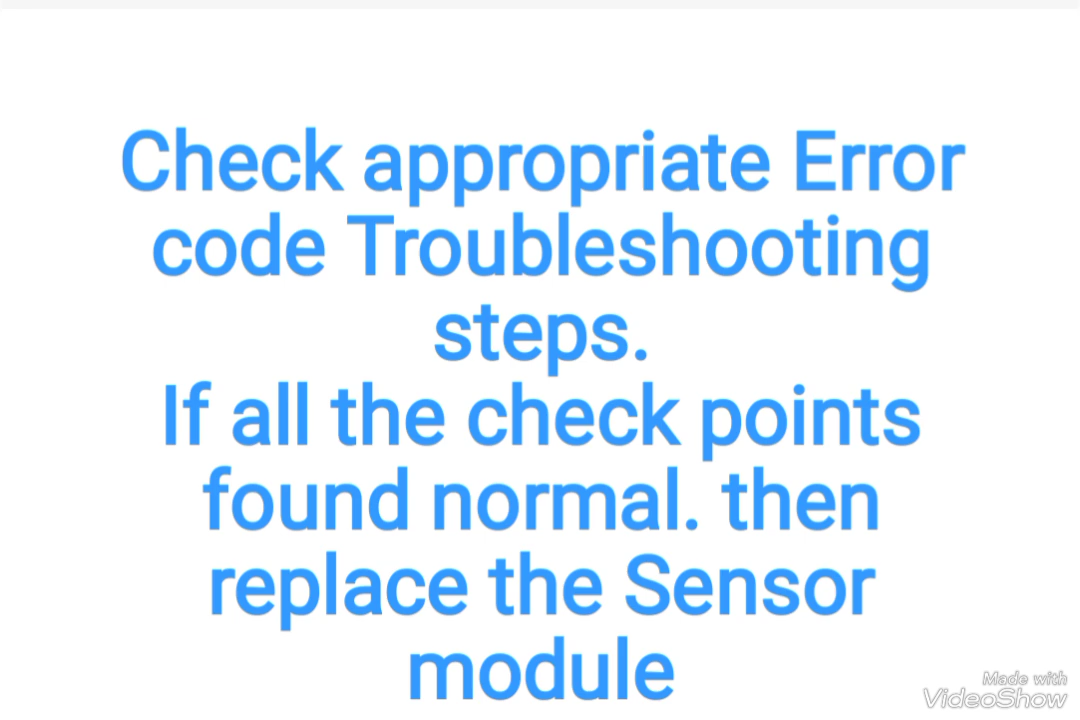 Check appropriate Error
code Troubleshooting
steps.
If all the check points
found normal. then
replace the Sensor
module
Made with
VideoShow